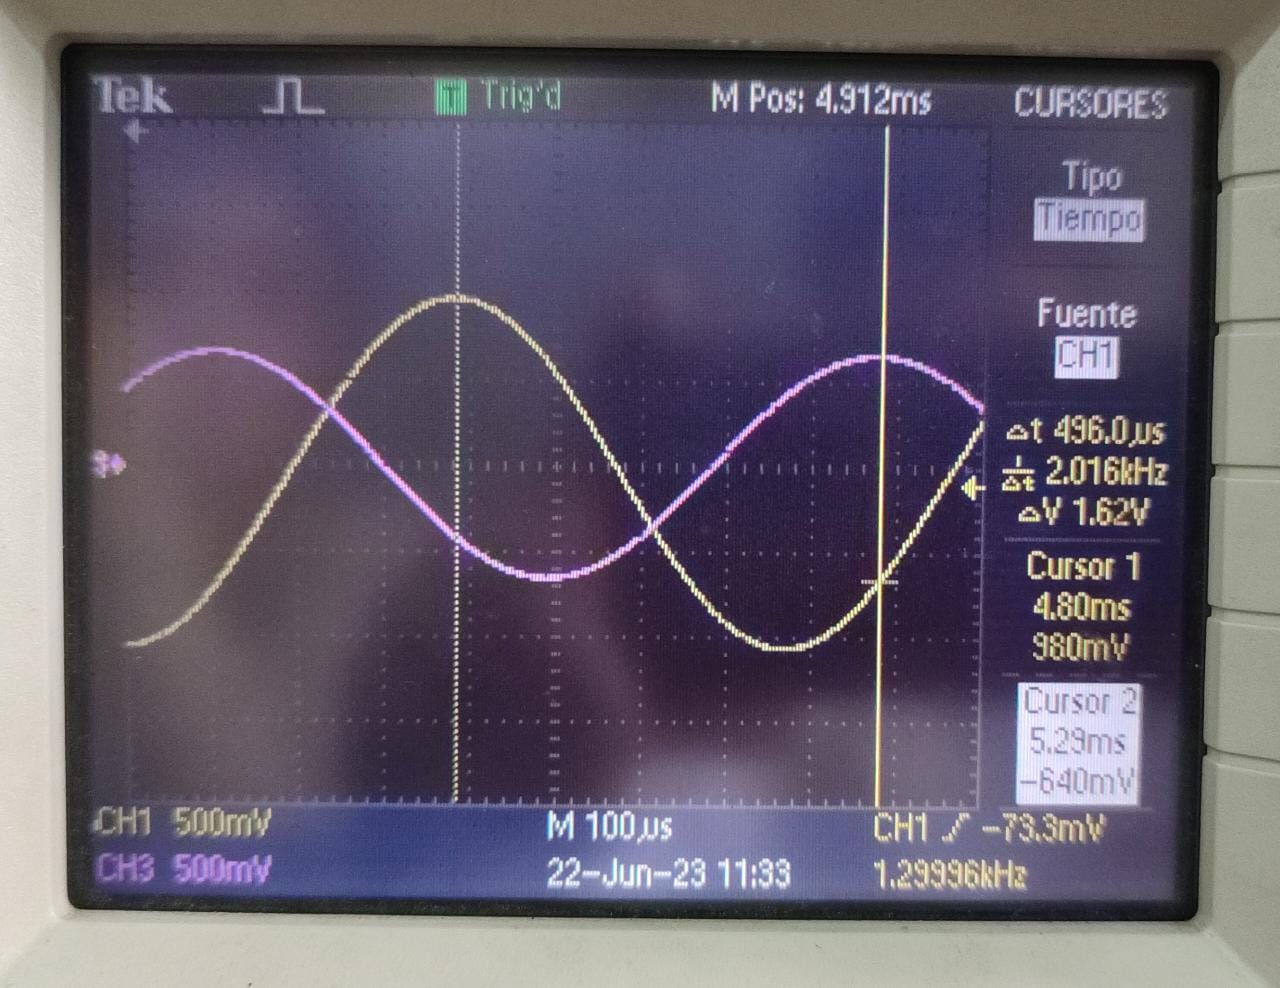 Tek
T Trig'd
M Pos: 4.912ms
CURSORES
Tipo
Tiempo
Fuente
CH1
Δt 496.0µs
1/Δt 2.016kHz
ΔV 1.62V
Cursor 1
4.80ms
980mV
Cursor 2
5.29ms
-640mV
3
CH1 500mV
M 100µs
CH1 -73.3mV
CH3 500mV
22-Jun-23 11:33
1.29996kHz